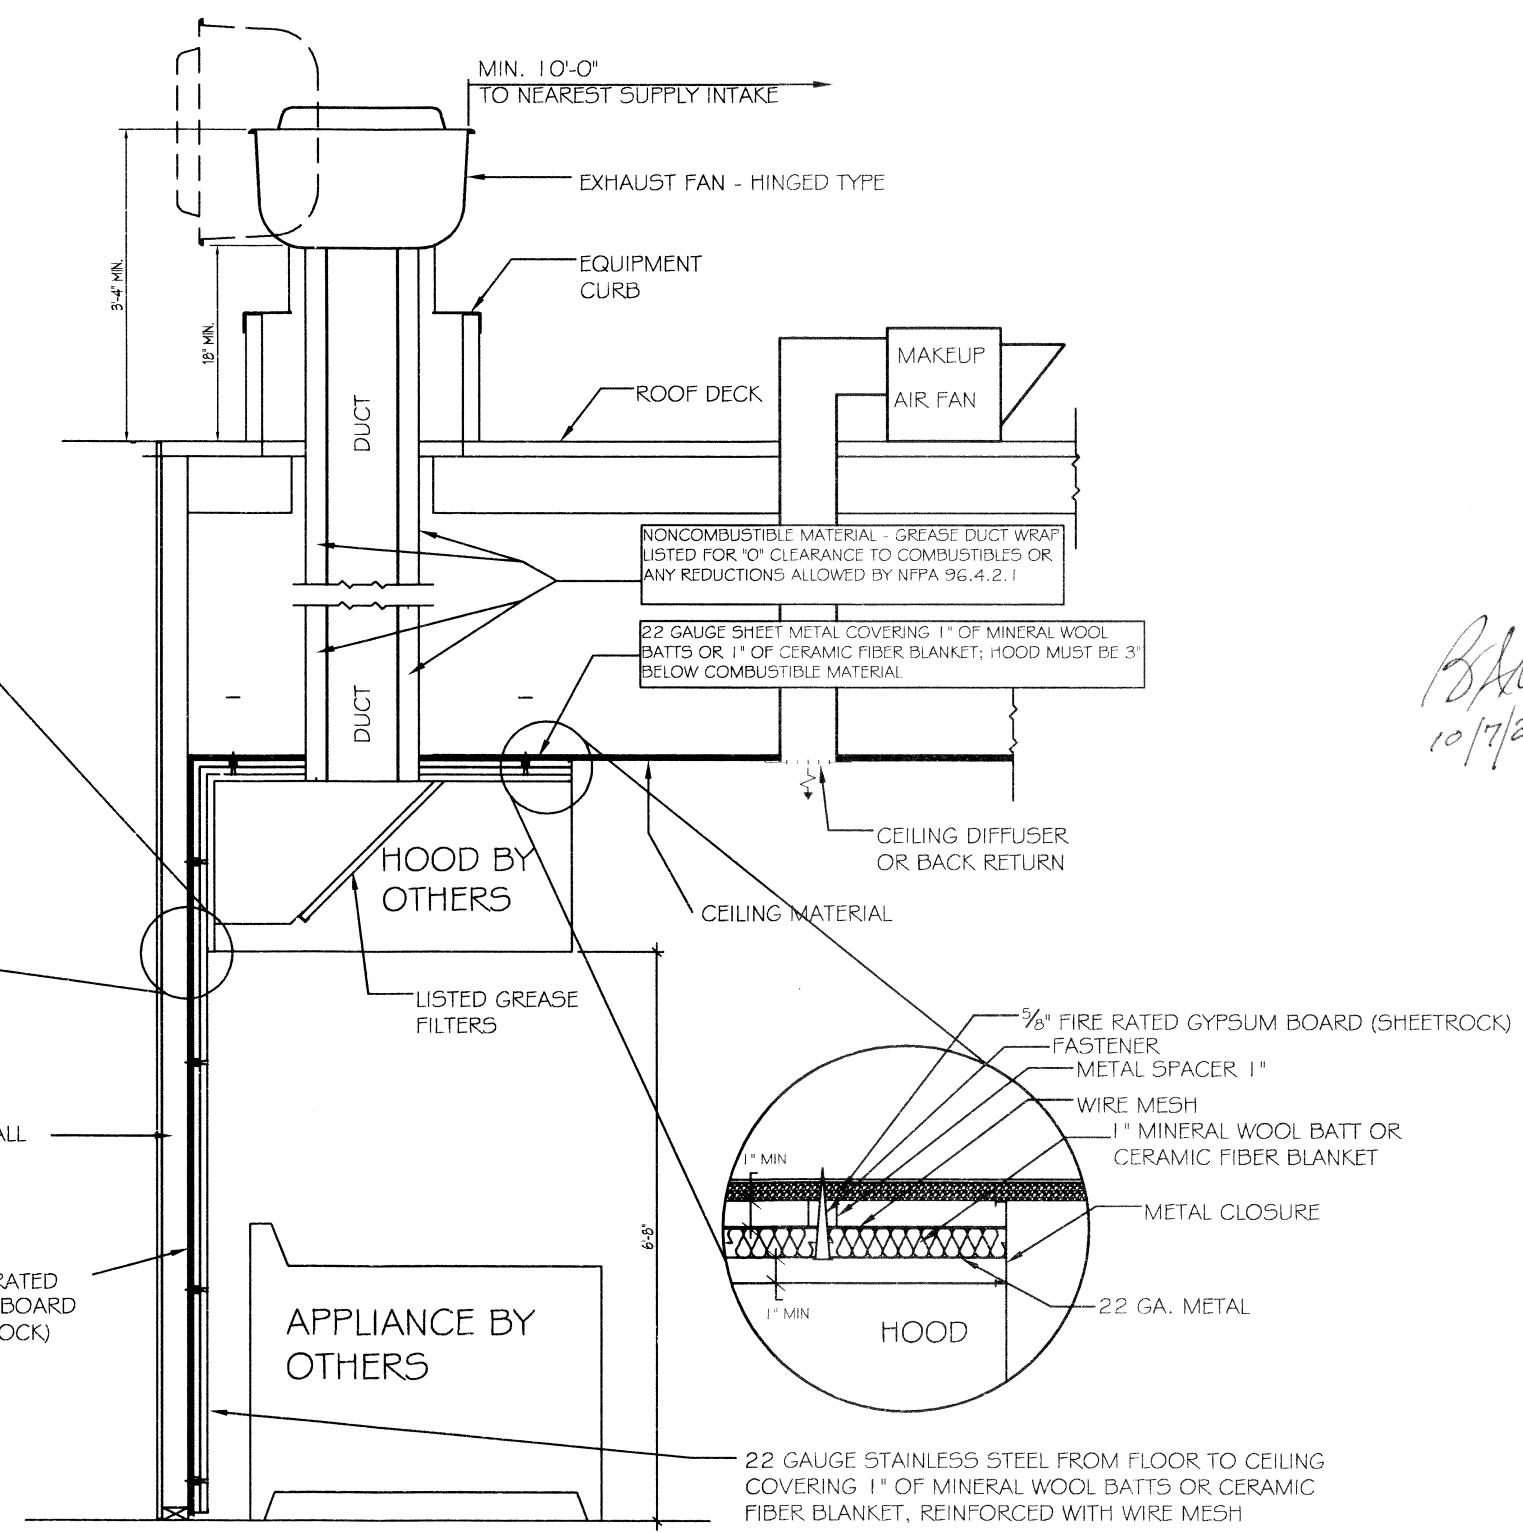 MIN. 10'-0"
TO NEAREST SUPPLY INTAKE
EXHAUST FAN - HINGED TYPE
EQUIPMENT
CURB
3'-4" MIN.
18" MIN.
MAKEUP
AIR FAN
ROOF DECK
DUCT
NONCOMBUSTIBLE MATERIAL - GREASE DUCT WRAP
LISTED FOR "0" CLEARANCE TO COMBUSTIBLES OR
ANY REDUCTIONS ALLOWED BY NFPA 96.4.2.1
22 GAUGE SHEET METAL COVERING 1" OF MINERAL WOOL
BATTS OR 1" OF CERAMIC FIBER BLANKET; HOOD MUST BE 3"
BELOW COMBUSTIBLE MATERIAL
DUCT
10/7/2
CEILING DIFFUSER
OR BACK RETURN
HOOD BY
OTHERS
CEILING MATERIAL
LISTED GREASE
FILTERS
5/8" FIRE RATED GYPSUM BOARD (SHEETROCK)
FASTENER
METAL SPACER 1"
WIRE MESH
1" MINERAL WOOL BATT OR
CERAMIC FIBER BLANKET
ALL
1" MIN
METAL CLOSURE
6'-8"
RATED
BOARD
OCK)
1" MIN
22 GA. METAL
HOOD
APPLIANCE BY
OTHERS
22 GAUGE STAINLESS STEEL FROM FLOOR TO CEILING
COVERING 1" OF MINERAL WOOL BATTS OR CERAMIC
FIBER BLANKET, REINFORCED WITH WIRE MESH